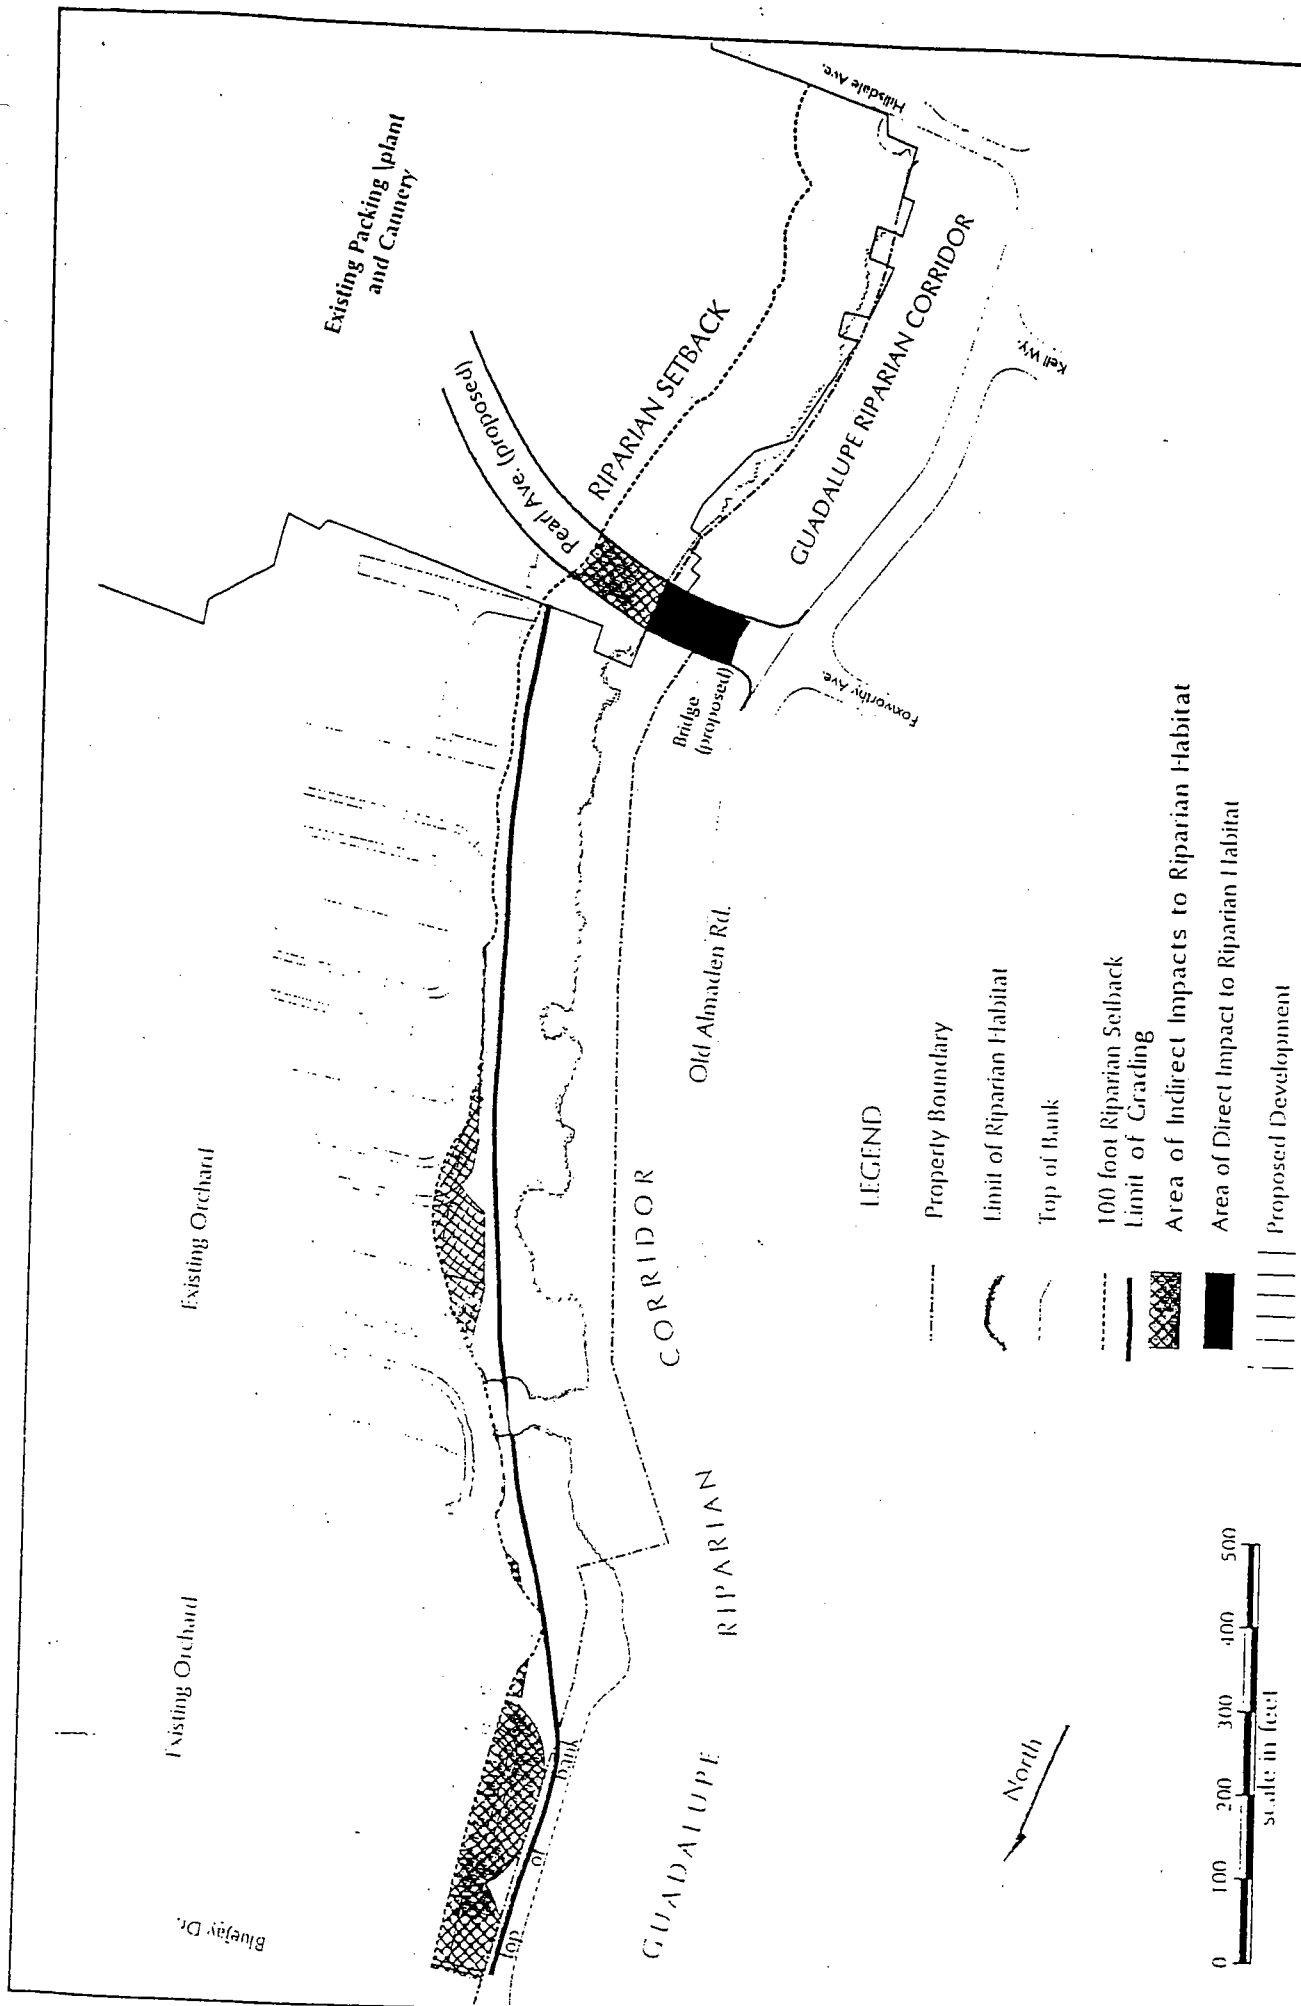 Existing Packing \plant
and Cannery
Hillsdale Ave.
Pearl Ave. (proposed)
RIPARIAN SETBACK
GUADALUPE RIPARIAN CORRIDOR
Kell Wy.
Foxworthy Ave.
Bridge
(proposed)
Old Almaden Rd.
Existing Orchard
Existing Orchard
Bluejay Dr.
top of bank
GUADALUPE RIPARIAN CORRIDOR
North
LEGEND
Property Boundary
Limit of Riparian Habitat
Top of Bank
100 foot Riparian Setback
Limit of Grading
Area of Indirect Impacts to Riparian Habitat
Area of Direct Impact to Riparian Habitat
Proposed Development
0 100 200 300 400 500
scale in feet